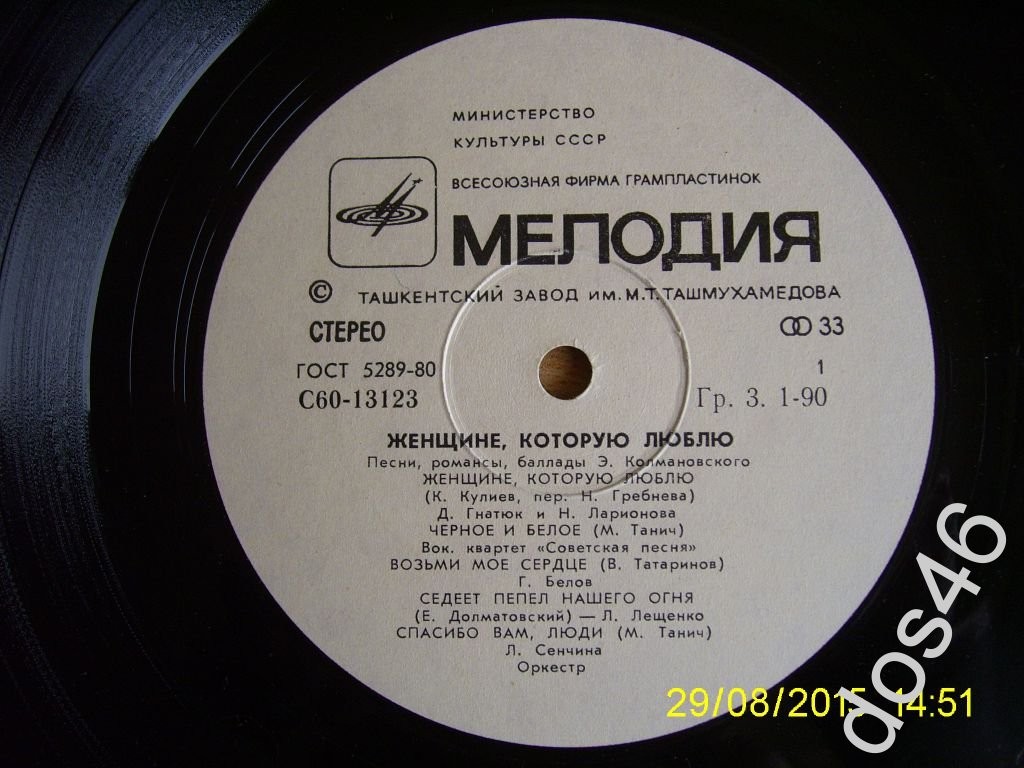 МИНИСТЕРСТВО
КУЛЬТУРЫ СССР
ВСЕСОЮЗНАЯ ФИРМА ГРАМПЛАСТИНОК
МЕЛОДИЯ
© ТАШКЕНТСКИЙ ЗАВОД ИМ. М.Т. ТАШМУХАМЕДОВА
СТЕРЕО 33
ГОСТ 5289-80 1
С60-13123 Гр. 3. 1-90
ЖЕНЩИНЕ, КОТОРУЮ ЛЮБЛЮ
Песни, романсы, баллады Э. Колмановского
ЖЕНЩИНЕ, КОТОРУЮ ЛЮБЛЮ
(К. Кулиев, пер. Н. Гребнева)
Д. Гнатюк и Н. Ларионова
ЧЕРНОЕ И БЕЛОЕ (М. Танич)
Вок. квартет «Советская песня»
ВОЗЬМИ МОЕ СЕРДЦЕ (В. Татаринов)
Г. Белов
СЕДЕЕТ ПЕПЕЛ НАШЕГО ОГНЯ
(Е. Долматовский) — Л. Лещенко
СПАСИБО ВАМ, ЛЮДИ (М. Танич)
Л. Сенчина
Оркестр
29/08/2015 14:51
dos46